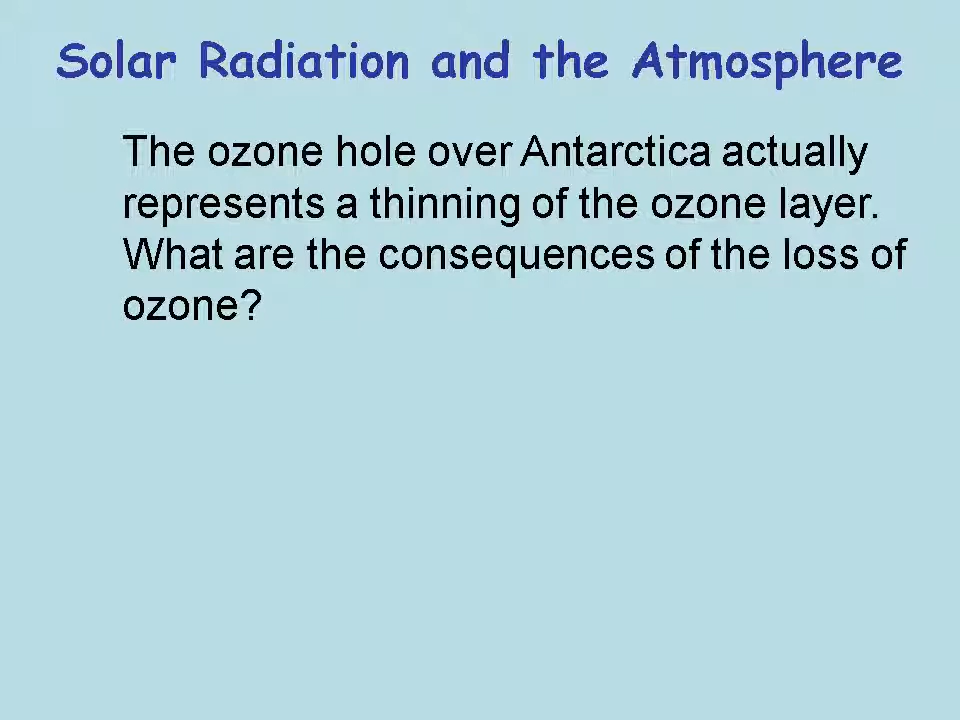 Solar Radiation and the Atmosphere
The ozone hole over Antarctica actually
represents a thinning of the ozone layer.
What are the consequences of the loss of
ozone?